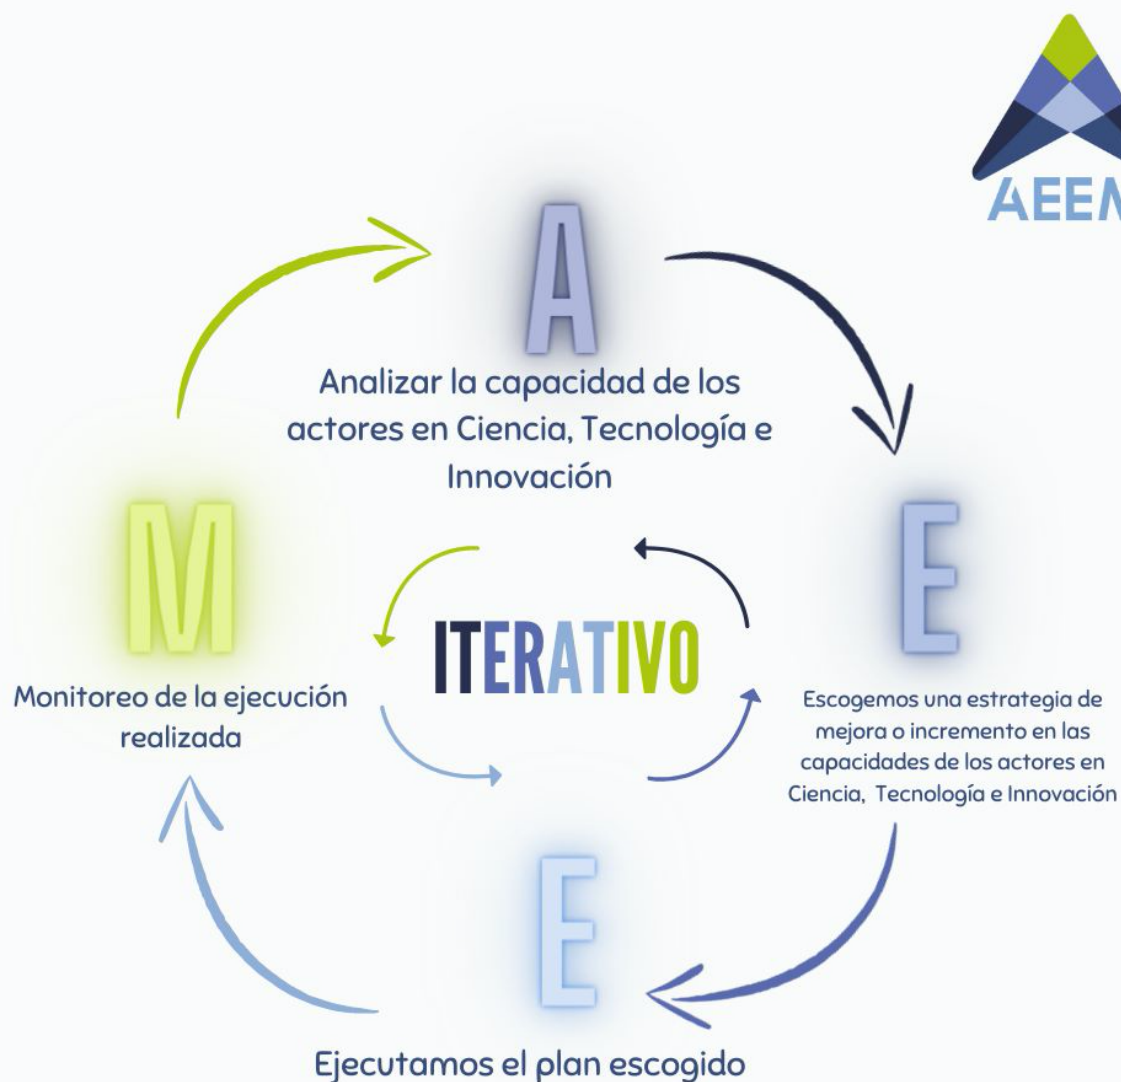 AEEM
A
Analizar la capacidad de los
actores en Ciencia, Tecnología e
Innovación
M
Monitoreo de la ejecución
realizada
ITERATIVO
E
Escogemos una estrategia de
mejora o incremento en las
capacidades de los actores en
Ciencia, Tecnología e Innovación
E
Ejecutamos el plan escogido